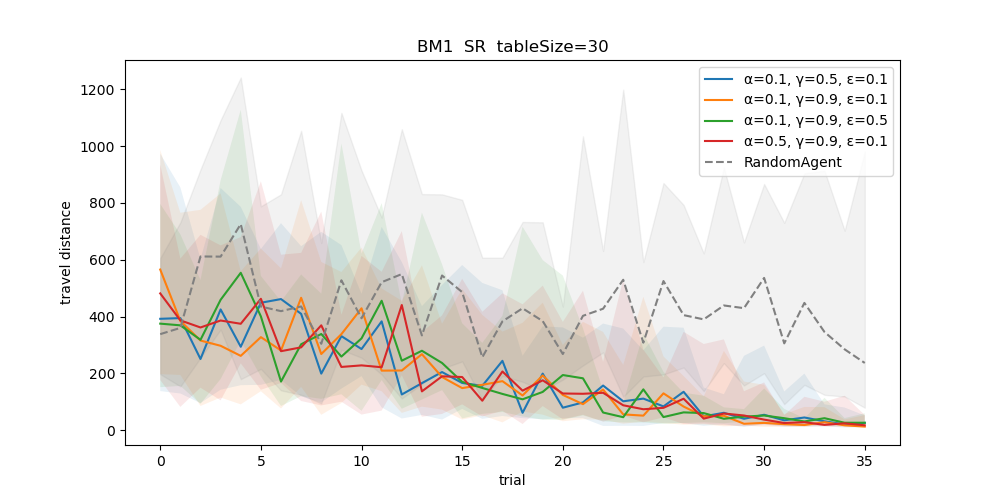 BM1  SR  tableSize=30
1200
1000
800
600
400
200
0
travel distance
α=0.1, γ=0.5, ε=0.1
α=0.1, γ=0.9, ε=0.1
α=0.1, γ=0.9, ε=0.5
α=0.5, γ=0.9, ε=0.1
RandomAgent
0 5 10 15 20 25 30 35
trial